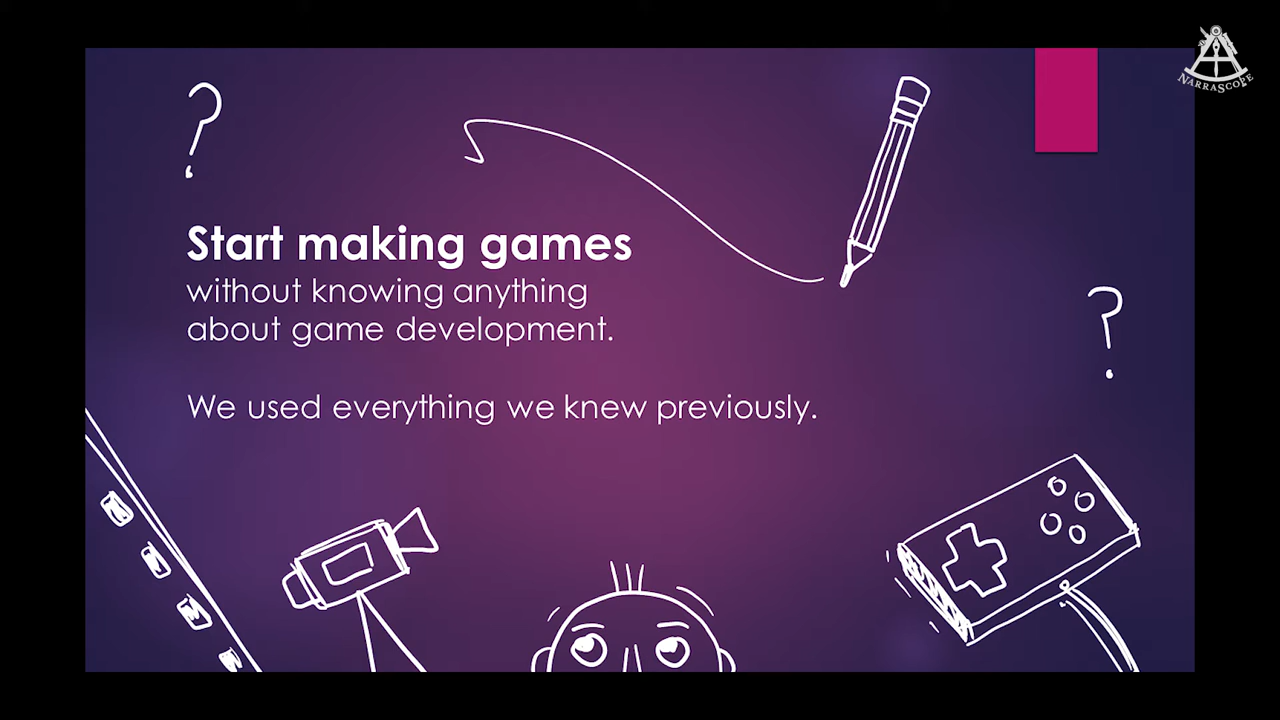 NARRASCOPE
?
Start making games
without knowing anything
about game development.
?
We used everything we knew previously.